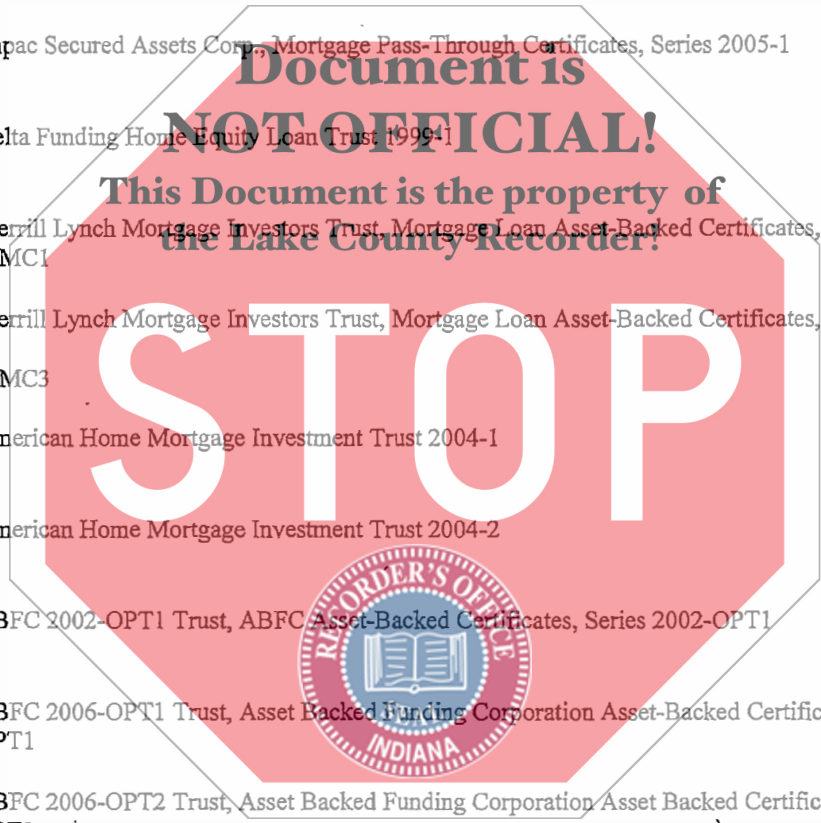 pac Secured Assets Corp., Mortgage Pass-Through Certificates, Series 2005-1
Document is
elta Funding Home Equity Loan Trust 1999-1
NOT OFFICIAL!
This Document is the property of
errill Lynch Mortgage Investors Trust, Mortgage Loan Asset-Backed Certificates,
the Lake County Recorder!
MC1
errill Lynch Mortgage Investors Trust, Mortgage Loan Asset-Backed Certificates,
STOP
MC3
nerican Home Mortgage Investment Trust 2004-1
nerican Home Mortgage Investment Trust 2004-2
RECORDER'S OFFICE
BFC 2002-OPT1 Trust, ABFC Asset-Backed Certificates, Series 2002-OPT1
BFC 2006-OPT1 Trust, Asset Backed Funding Corporation Asset-Backed Certific
SEAL
PT1
INDIANA
BFC 2006-OPT2 Trust, Asset Backed Funding Corporation Asset Backed Certific